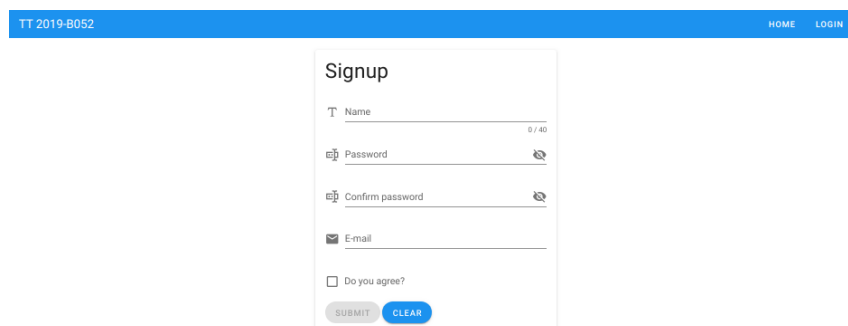 TT 2019-B052 HOME LOGIN
Signup
T Name
0 / 40
Password
Confirm password
E-mail
Do you agree?
SUBMIT CLEAR